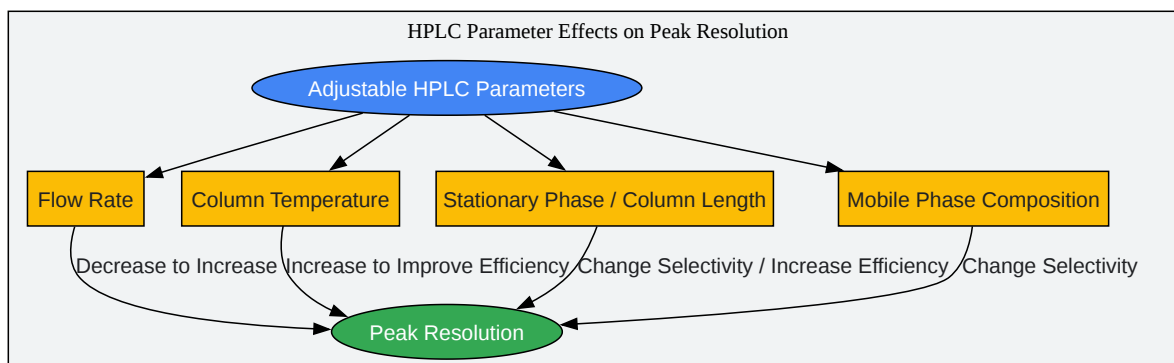 HPLC Parameter Effects on Peak Resolution
Adjustable HPLC Parameters
Flow Rate
Column Temperature
Stationary Phase / Column Length
Mobile Phase Composition
Decrease to Increase
Increase to Improve Efficiency
Change Selectivity / Increase Efficiency
Change Selectivity
Peak Resolution